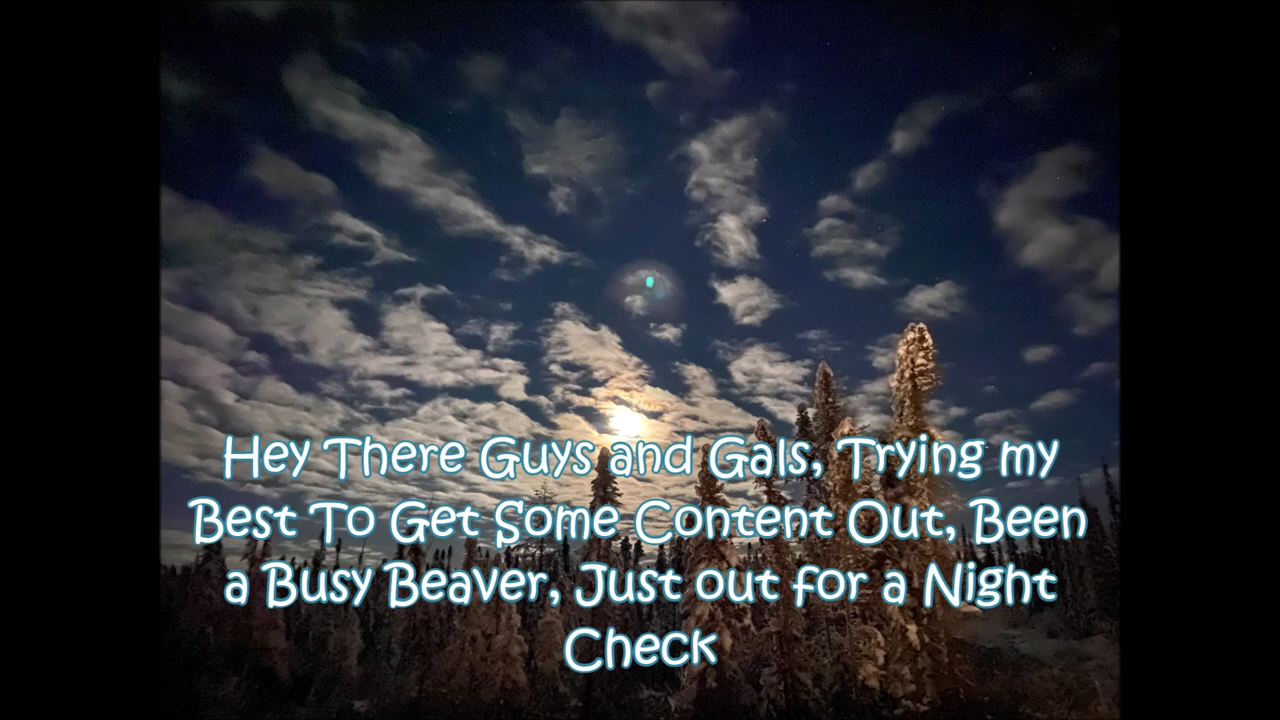 Hey There Guys and Gals, Trying my
Best To Get Some Content Out, Been
a Busy Beaver, Just out for a Night
Check